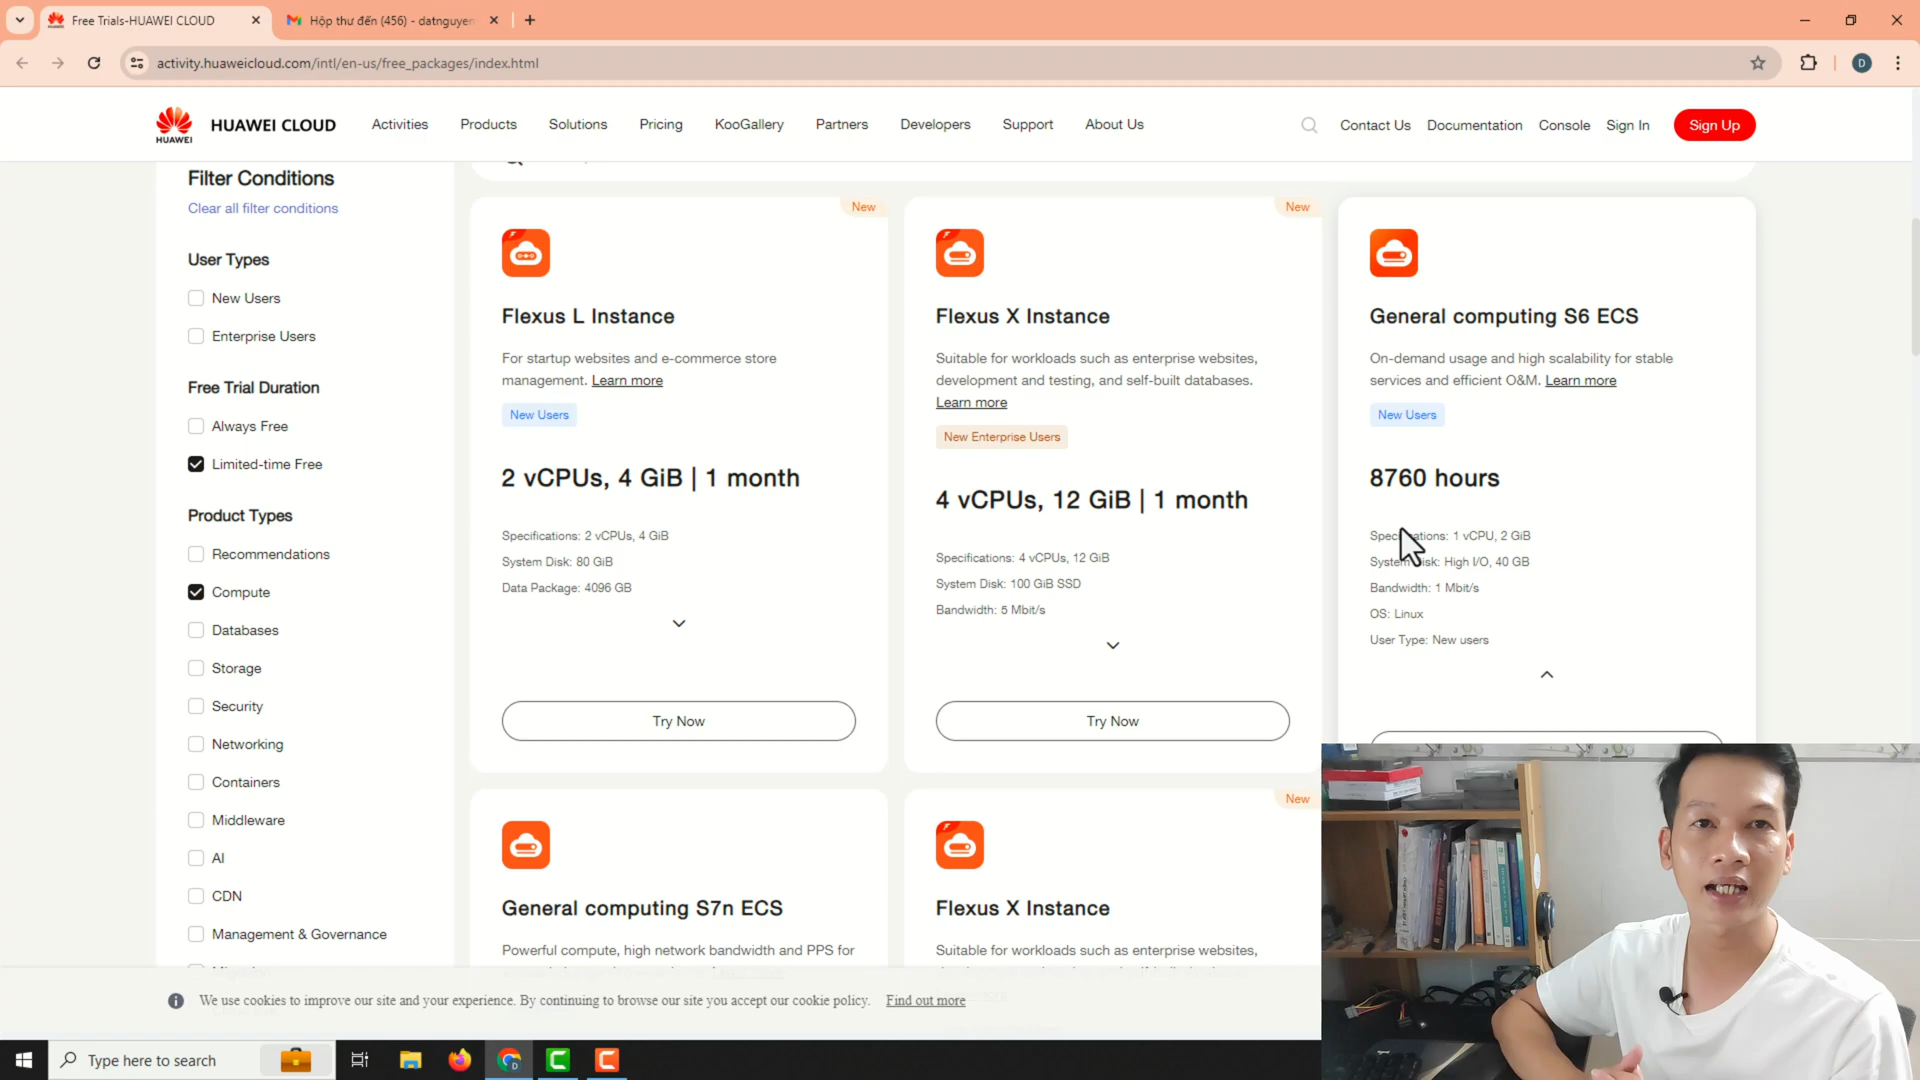 Free Trials-HUAWEI CLOUD
Hộp thư đến (456) - datnguyen
activity.huaweicloud.com/intl/en-us/free_packages/index.html
D
HUAWEI
HUAWEI CLOUD
Activities
Products
Solutions
Pricing
KooGallery
Partners
Developers
Support
About Us
Contact Us
Documentation
Console
Sign In
Sign Up
Filter Conditions
Clear all filter conditions
User Types
New Users
Enterprise Users
Free Trial Duration
Always Free
Limited-time Free
Product Types
Recommendations
Compute
Databases
Storage
Security
Networking
Containers
Middleware
AI
CDN
Management & Governance
New
Flexus L Instance
For startup websites and e-commerce store
management. Learn more
New Users
2 vCPUs, 4 GiB | 1 month
Specifications: 2 vCPUs, 4 GiB
System Disk: 80 GiB
Data Package: 4096 GB
Try Now
New
Flexus X Instance
Suitable for workloads such as enterprise websites,
development and testing, and self-built databases.
Learn more
New Enterprise Users
4 vCPUs, 12 GiB | 1 month
Specifications: 4 vCPUs, 12 GiB
System Disk: 100 GiB SSD
Bandwidth: 5 Mbit/s
Try Now
General computing S6 ECS
On-demand usage and high scalability for stable
services and efficient O&M. Learn more
New Users
8760 hours
Specifications: 1 vCPU, 2 GiB
System Disk: High I/O, 40 GB
Bandwidth: 1 Mbit/s
OS: Linux
User Type: New users
General computing S7n ECS
Powerful compute, high network bandwidth and PPS for
New
Flexus X Instance
Suitable for workloads such as enterprise websites,
We use cookies to improve our site and your experience. By continuing to browse our site you accept our cookie policy. Find out more
Type here to search